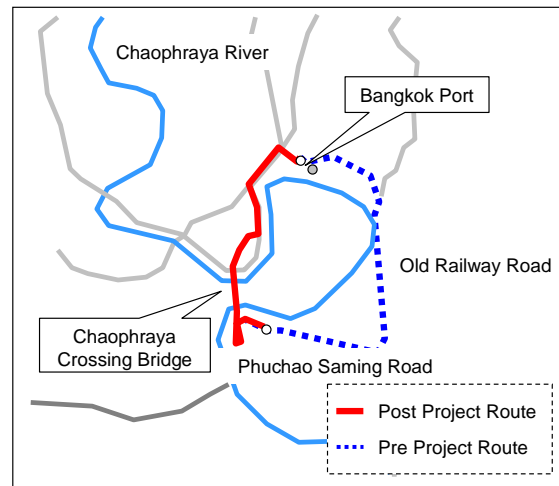 Chaophraya River
Bangkok Port
Old Railway Road
Chaophraya
Crossing Bridge
Phuchao Saming Road
Post Project Route
Pre Project Route